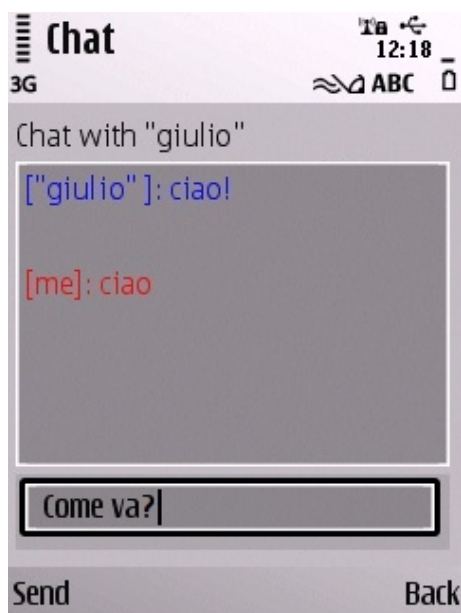 Chat
12:18
3G
ABC
Chat with "giulio"
["giulio" ]: ciao!
[me]: ciao
Come va?
Send Back